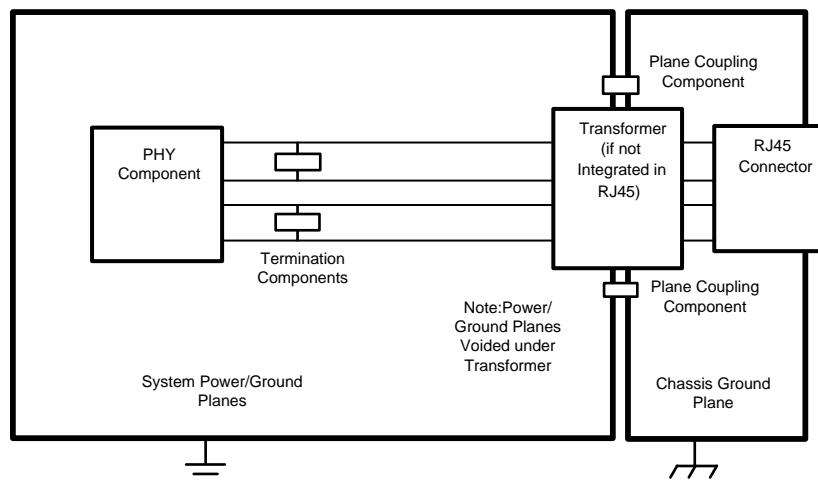 Plane Coupling
Component
PHY
Component
Transformer
(if not
Integrated in
RJ45)
RJ45
Connector
Termination
Components
Plane Coupling
Component
Note:Power/
Ground Planes
Voided under
Transformer
System Power/Ground
Planes
Chassis Ground
Plane